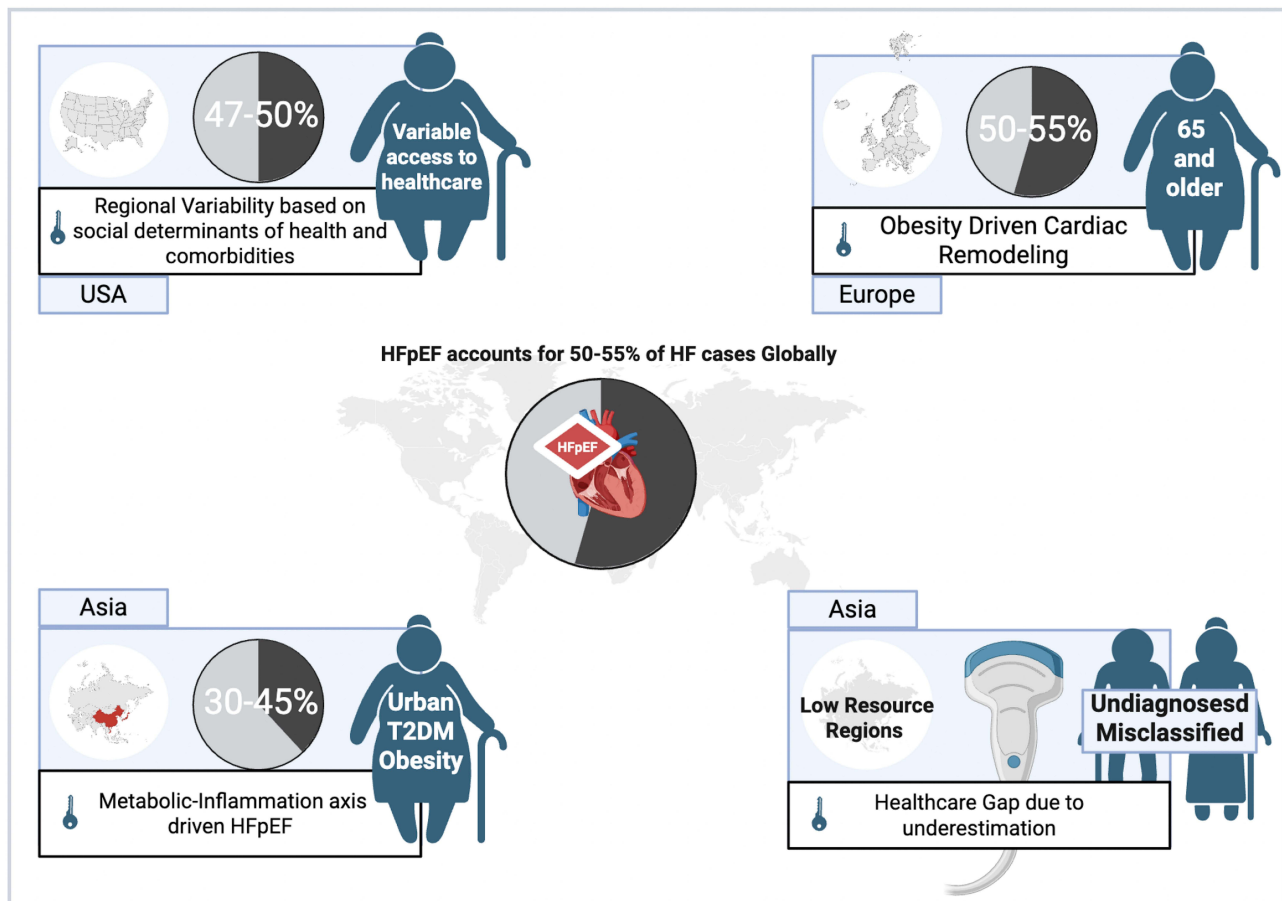 47-50%
Variable
access to
healthcare
Regional Variability based on
social determinants of health and
comorbidities
USA
50-55%
65
and
older
Obesity Driven Cardiac
Remodeling
Europe
HFpEF accounts for 50-55% of HF cases Globally
HFpEF
Asia
30-45%
Urban
T2DM
Obesity
Metabolic-Inflammation axis
driven HFpEF
Asia
Low Resource
Regions
Undiagnosesd
Misclassified
Healthcare Gap due to
underestimation